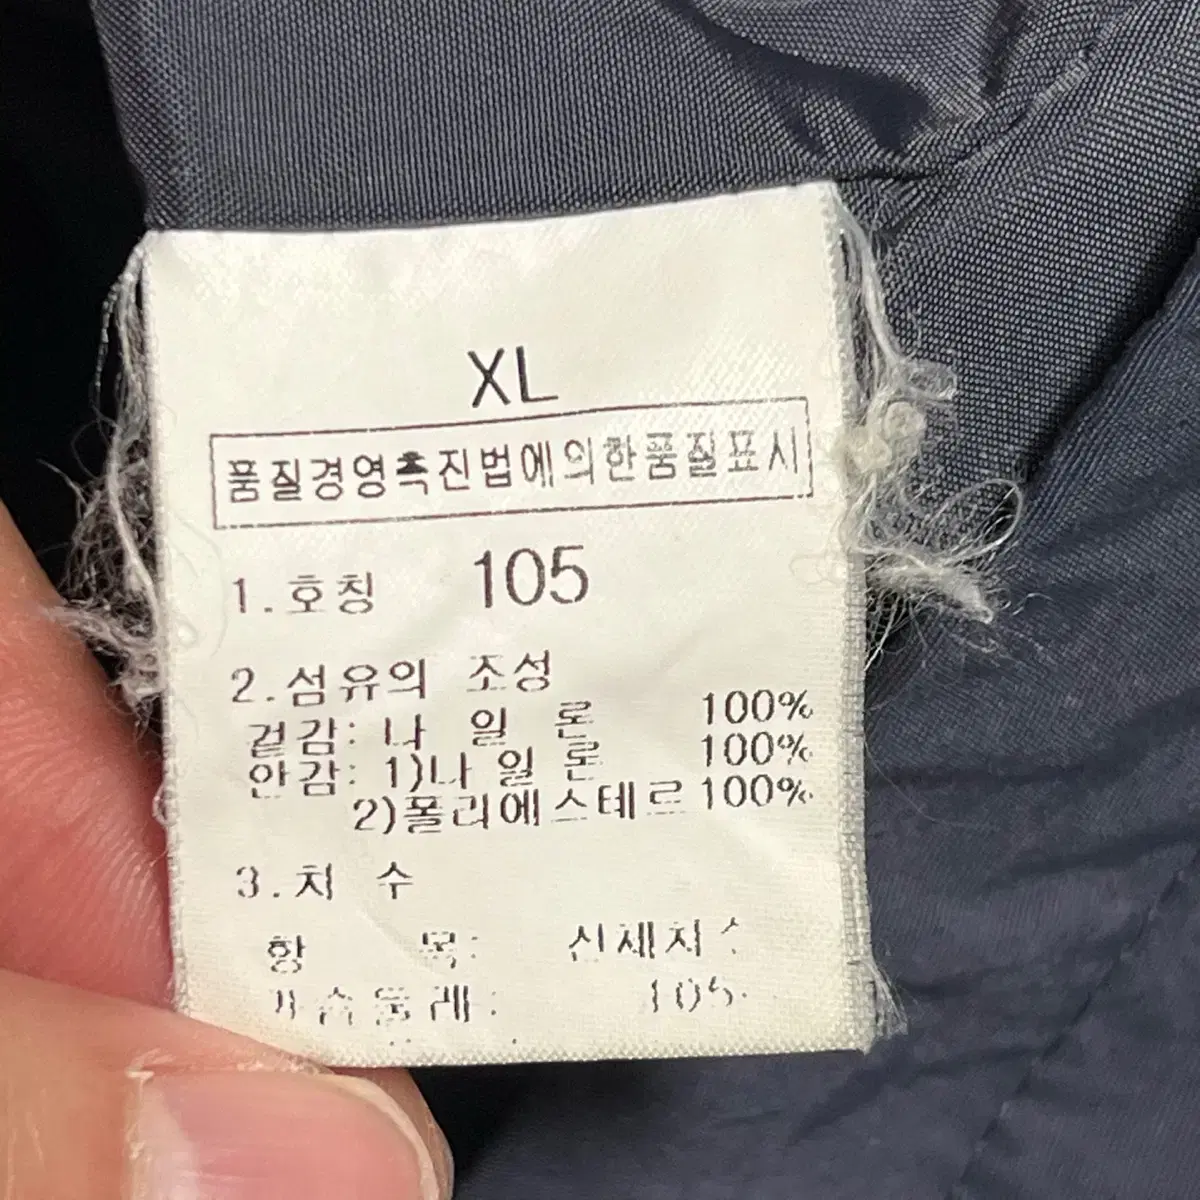 XL
품질경영촉진법에의한품질표시
1.호칭 105
2.섬유의 조성
겉감: 나 일 론 100%
안감: 1)나 일 론 100%
2)폴리에스테르 100%
3.치 수
항 목: 신체치수
가슴둘레: 105